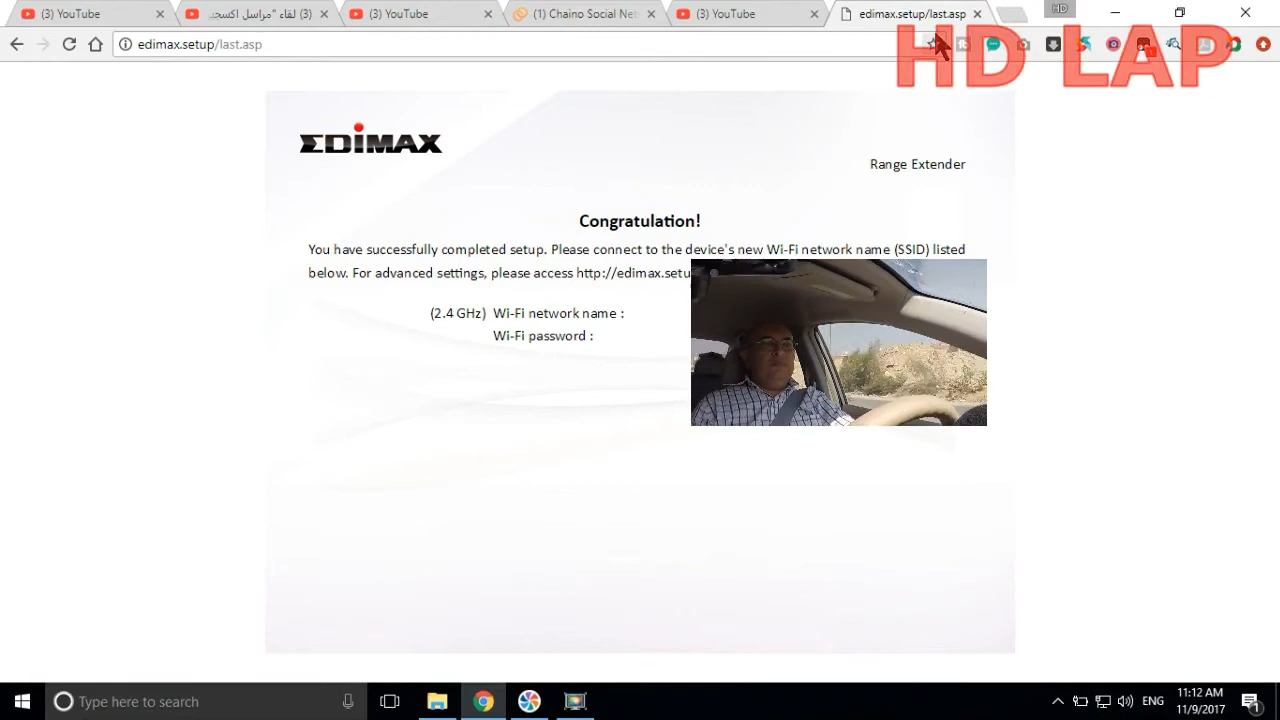 (3) YouTube
(3) لقاء "مراسل اكسجي
(3) YouTube
(1) Chaino Social Net
(3) YouTube
edimax.setup/last.asp
HD
edimax.setup/last.asp
HD LAP
EDIMAX
Range Extender
Congratulation!
You have successfully completed setup. Please connect to the device's new Wi-Fi network name (SSID) listed
below. For advanced settings, please access http://edimax.setu
(2.4 GHz) Wi-Fi network name :
Wi-Fi password :
Type here to search
ENG
11:12 AM
11/9/2017